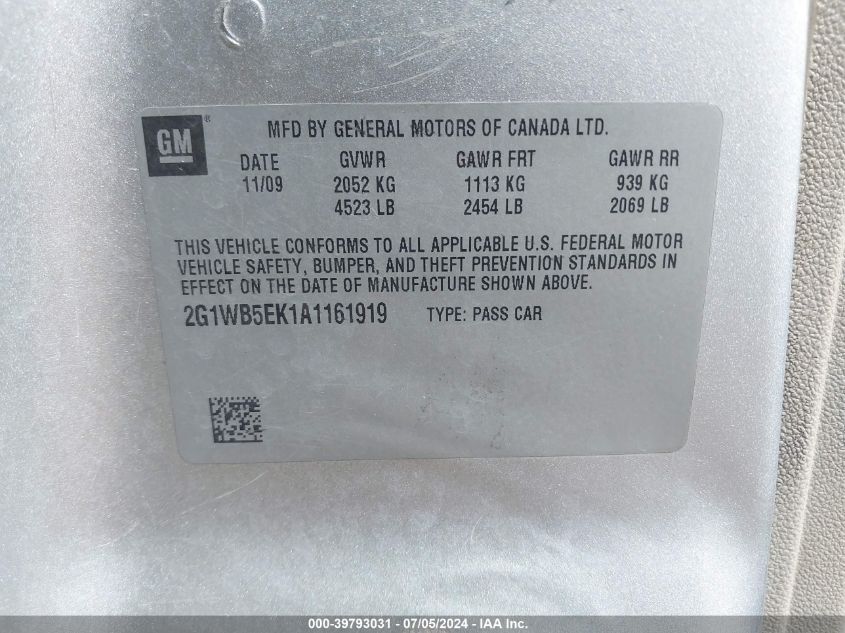 GM ®
MFD BY GENERAL MOTORS OF CANADA LTD.
DATE GVWR GAWR FRT GAWR RR
11/09 2052 KG 1113 KG 939 KG
4523 LB 2454 LB 2069 LB
THIS VEHICLE CONFORMS TO ALL APPLICABLE U.S. FEDERAL MOTOR
VEHICLE SAFETY, BUMPER, AND THEFT PREVENTION STANDARDS IN
EFFECT ON THE DATE OF MANUFACTURE SHOWN ABOVE.
2G1WB5EK1A1161919 TYPE: PASS CAR
000-39793031 - 07/05/2024 - IAA Inc.